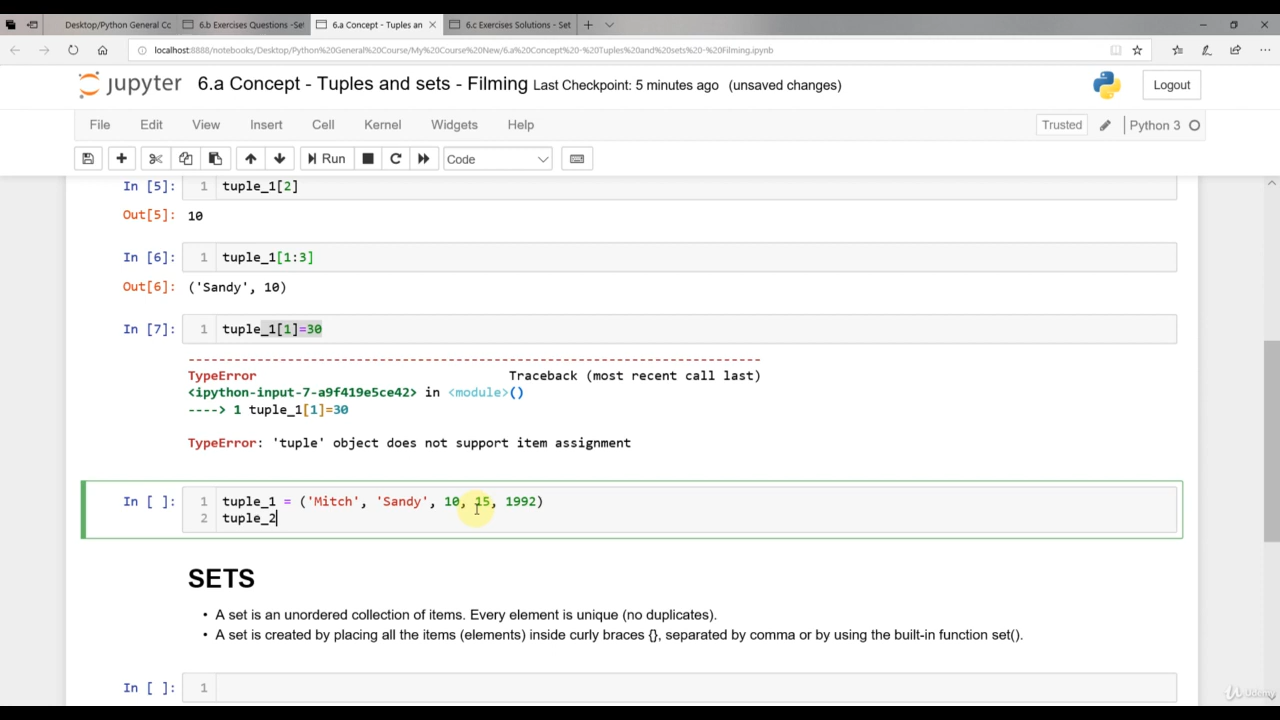 Desktop/Python General Cc
6.b Exercises Questions -Set
6.a Concept - Tuples an
6.c Exercises Solutions - Set
localhost:8888/notebooks/Desktop/Python%20General%20Course/My%20Course%20New/6.a%20Concept%20-%20Tuples%20and%20sets%20-%20Filming.ipynb
jupyter 6.a Concept - Tuples and sets - Filming Last Checkpoint: 5 minutes ago (unsaved changes)
Logout
File Edit View Insert Cell Kernel Widgets Help
Trusted
Python 3
Run
Code
In [5]: 1 tuple_1[2]
Out[5]: 10
In [6]: 1 tuple_1[1:3]
Out[6]: ('Sandy', 10)
In [7]: 1 tuple_1[1]=30
---------------------------------------------------------------------------
TypeError Traceback (most recent call last)
<ipython-input-7-a9f419e5ce42> in <module>()
----> 1 tuple_1[1]=30
TypeError: 'tuple' object does not support item assignment
In [ ]: 1 tuple_1 = ('Mitch', 'Sandy', 10, 15, 1992)
2 tuple_2
SETS
• A set is an unordered collection of items. Every element is unique (no duplicates).
• A set is created by placing all the items (elements) inside curly braces {}, separated by comma or by using the built-in function set().
In [ ]: 1
Udemy